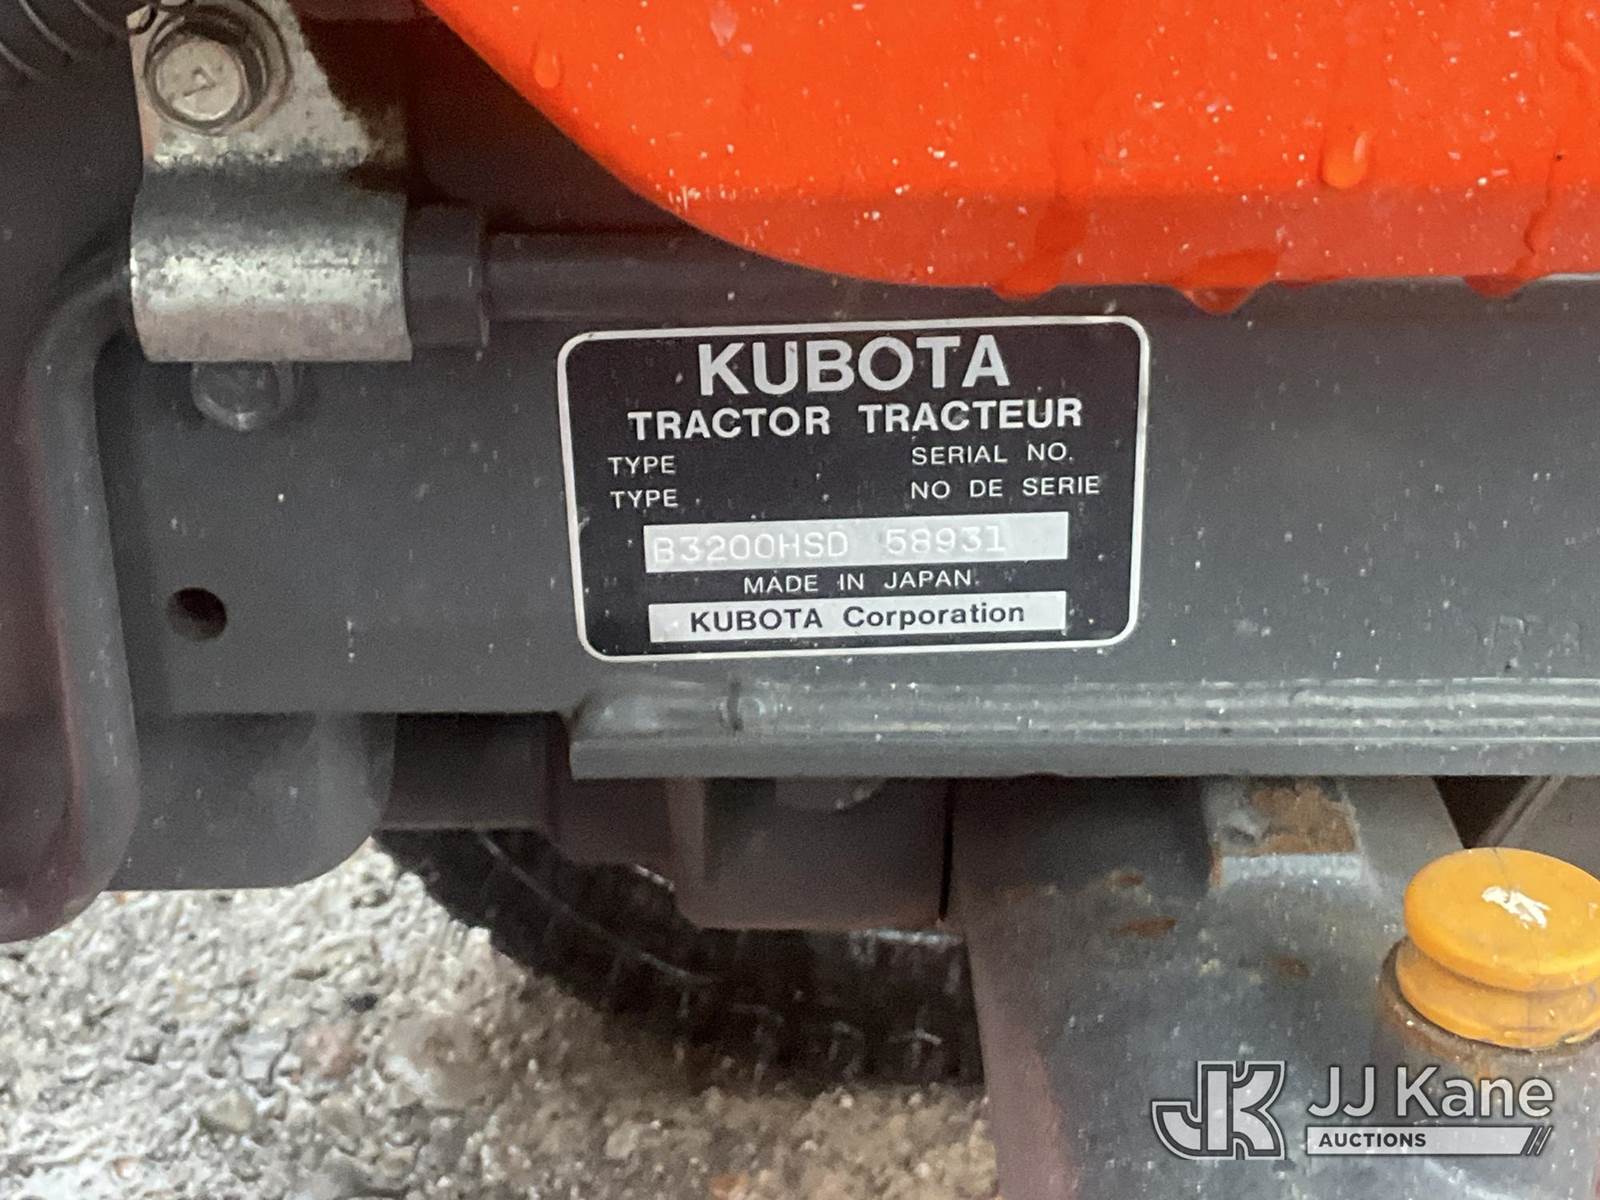 KUBOTA
TRACTOR TRACTEUR
TYPE SERIAL NO.
TYPE NO DE SERIE
B3200HSD 58931
MADE IN JAPAN
KUBOTA Corporation
JK JJ Kane
AUCTIONS